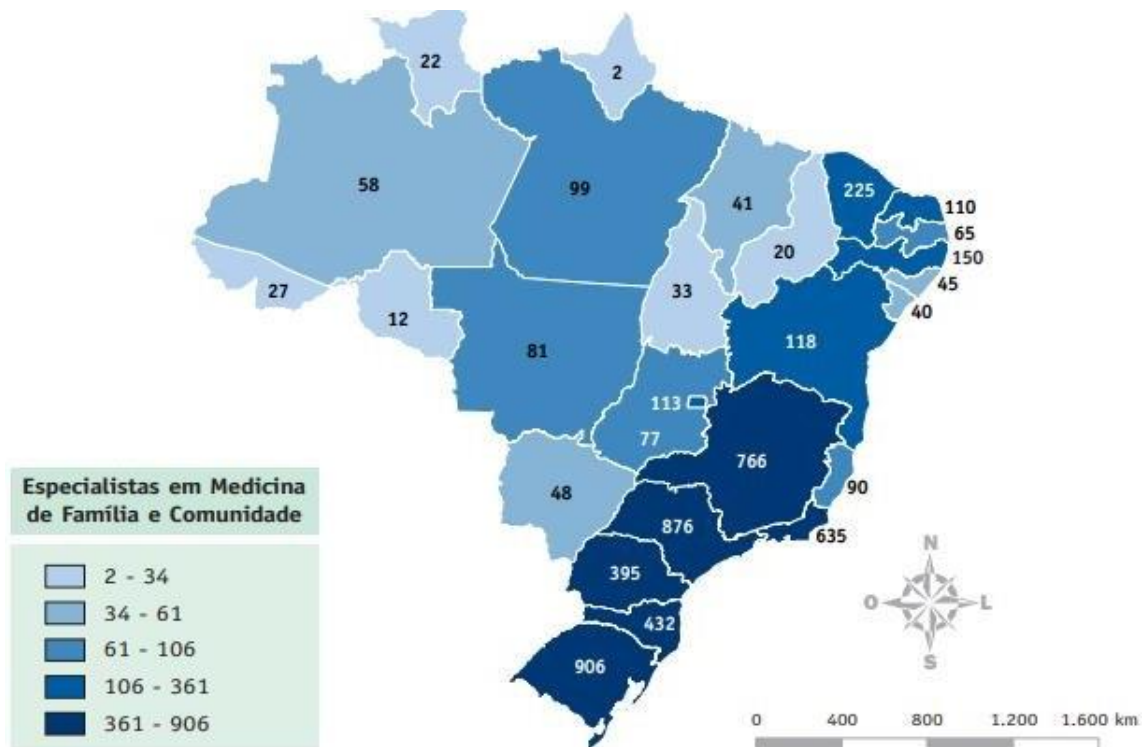 22
2
58
99
41
225
110
65
150
45
40
20
27
12
33
81
118
113
77
766
90
48
876
635
395
432
906
Especialistas em Medicina
de Família e Comunidade
2 - 34
34 - 61
61 - 106
106 - 361
361 - 906
N
O
L
S
0 400 800 1.200 1.600 km